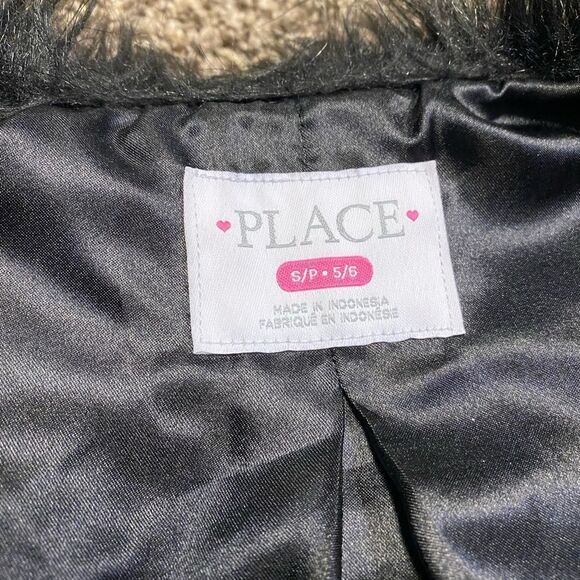 PLACE
S/P • 5/6
MADE IN INDONESIA
FABRIQUÉ EN INDONÉSIE